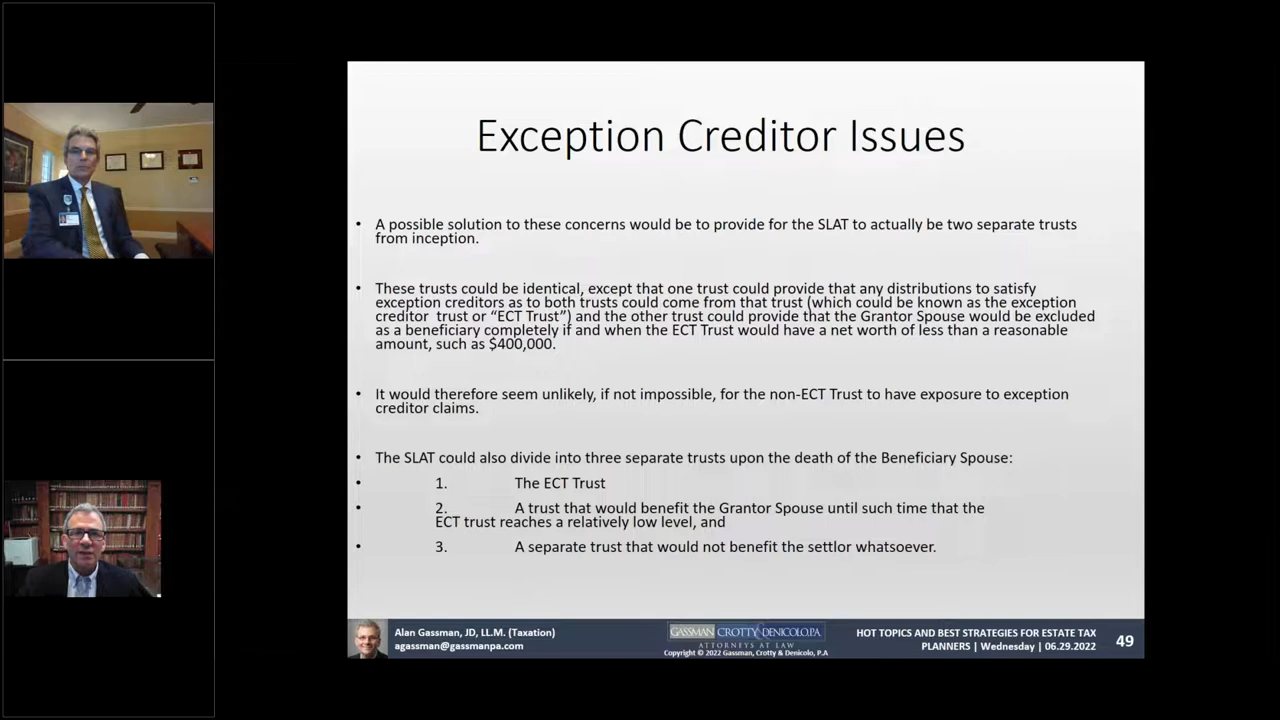 Exception Creditor Issues
• A possible solution to these concerns would be to provide for the SLAT to actually be two separate trusts
from inception.
• These trusts could be identical, except that one trust could provide that any distributions to satisfy
exception creditors as to both trusts could come from that trust (which could be known as the exception
creditor trust or “ECT Trust”) and the other trust could provide that the Grantor Spouse would be excluded
as a beneficiary completely if and when the ECT Trust would have a net worth of less than a reasonable
amount, such as $400,000.
• It would therefore seem unlikely, if not impossible, for the non-ECT Trust to have exposure to exception
creditor claims.
• The SLAT could also divide into three separate trusts upon the death of the Beneficiary Spouse:
• 1. The ECT Trust
• 2. A trust that would benefit the Grantor Spouse until such time that the
ECT trust reaches a relatively low level, and
• 3. A separate trust that would not benefit the settlor whatsoever.
Alan Gassman, JD, LL.M. (Taxation)
agassman@gassmanpa.com
GASSMAN CROTTY & DENICOLO, P.A.
ATTORNEYS AT LAW
Copyright © 2022 Gassman, Crotty & Denicolo, P.A
HOT TOPICS AND BEST STRATEGIES FOR ESTATE TAX
PLANNERS | Wednesday | 06.29.2022
49